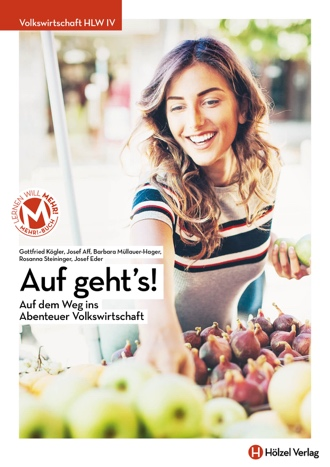 Volkswirtschaft HLW IV
LERNEN WILL MEHR!
M
MEHR!-BUCH
Gottfried Kögler, Josef Aff, Barbara Müllauer-Hager,
Rosanna Steininger, Josef Eder
Auf geht's!
Auf dem Weg ins
Abenteuer Volkswirtschaft
H Hölzel Verlag